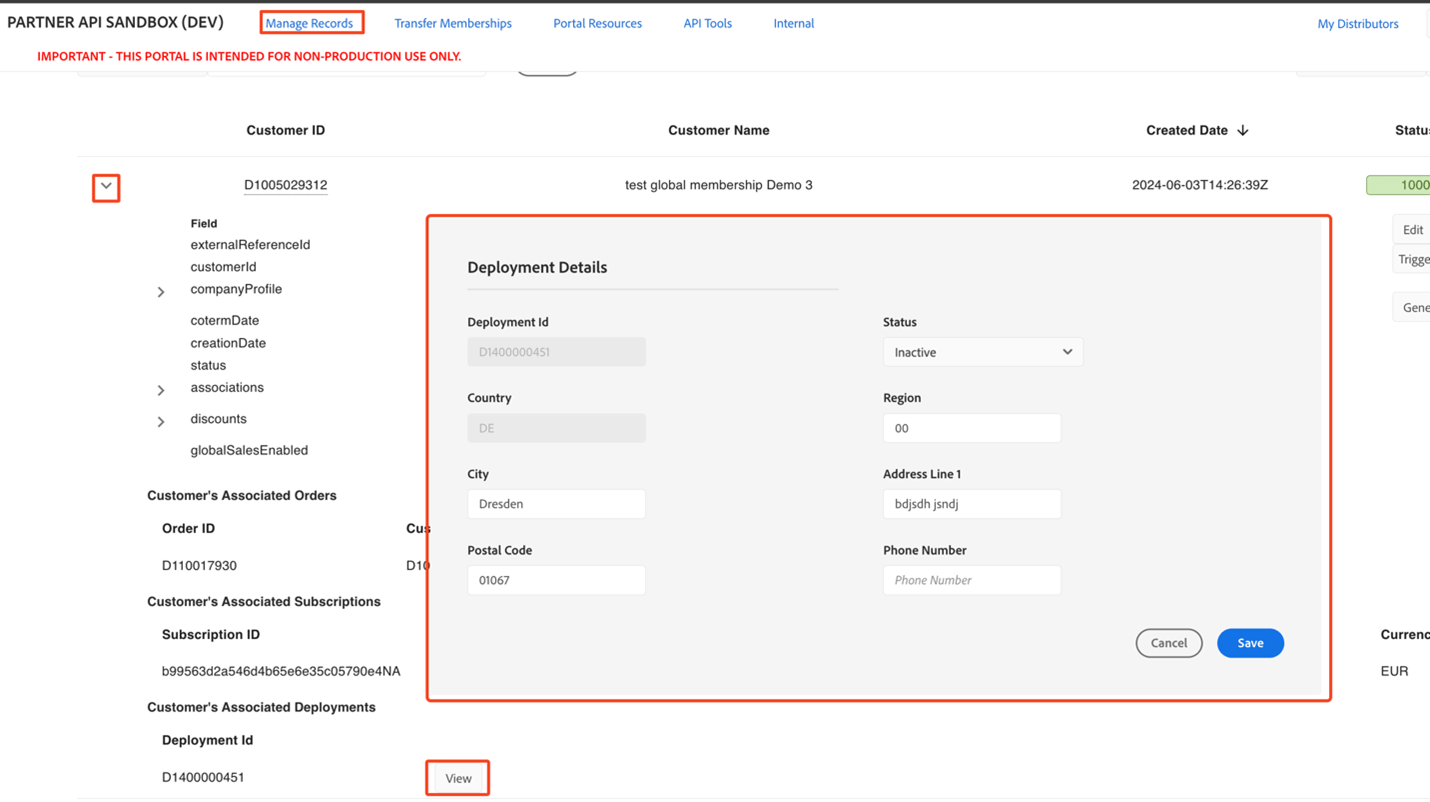 PARTNER API SANDBOX (DEV) Manage Records Transfer Memberships Portal Resources API Tools Internal My Distributors
IMPORTANT - THIS PORTAL IS INTENDED FOR NON-PRODUCTION USE ONLY.
Customer ID Customer Name Created Date Status
D1005029312 test global membership Demo 3 2024-06-03T14:26:39Z 1000
Field
externalReferenceId
customerId
companyProfile
cotermDate
creationDate
status
associations
discounts
globalSalesEnabled
Edit
Trigge
Gene
Deployment Details
Deployment Id Status
D1400000451 Inactive
Country Region
DE 00
City Address Line 1
Dresden bdjsdh jsndj
Postal Code Phone Number
01067 Phone Number
Cancel Save
Customer's Associated Orders
Order ID Cus
D110017930 D10
Customer's Associated Subscriptions
Subscription ID Currenc
b99563d2a546d4b65e6e35c05790e4NA EUR
Customer's Associated Deployments
Deployment Id
D1400000451 View